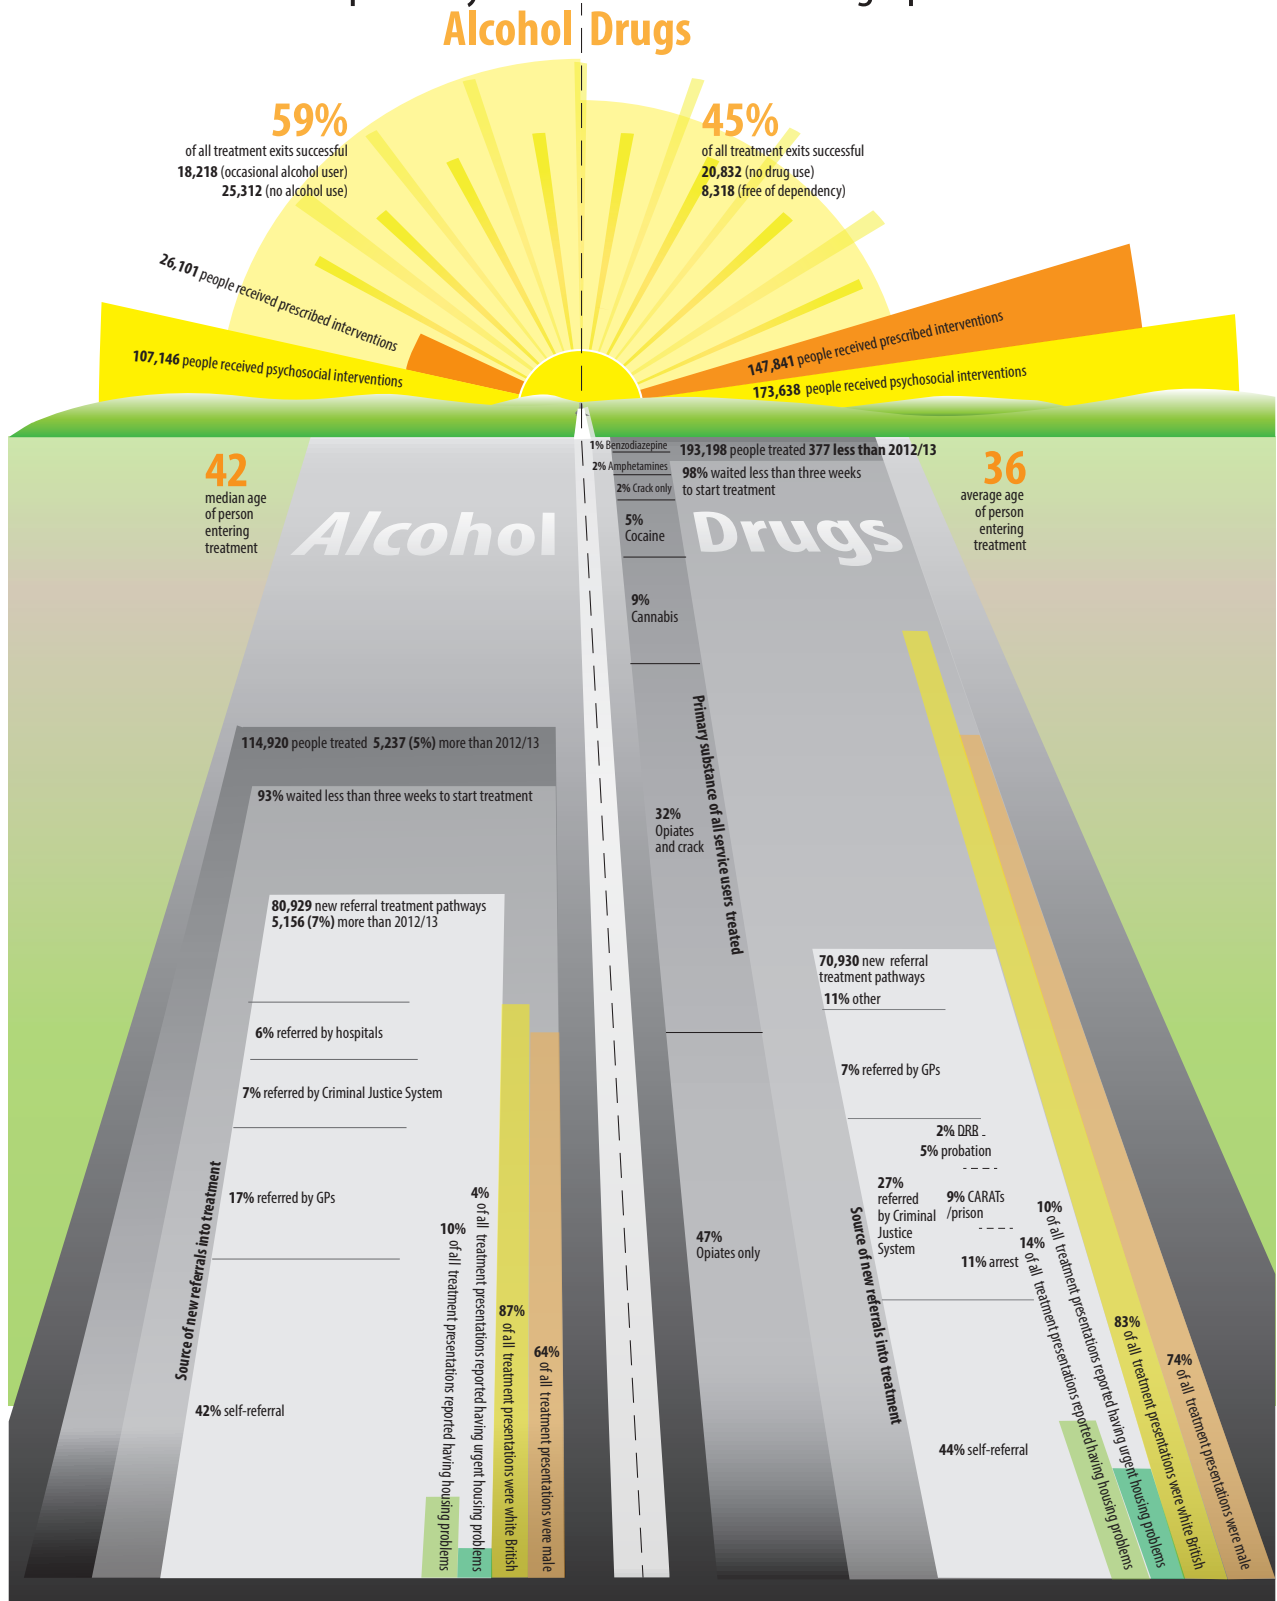 Alcohol Drugs
59%
of all treatment exits successful
18,218 (occasional alcohol user)
25,312 (no alcohol use)
45%
of all treatment exits successful
20,832 (no drug use)
8,318 (free of dependency)
26,101 people received prescribed interventions
107,146 people received psychosocial interventions
147,841 people received prescribed interventions
173,638 people received psychosocial interventions
42
median age
of person
entering
treatment
Alcohol
114,920 people treated 5,237 (5%) more than 2012/13
93% waited less than three weeks to start treatment
80,929 new referral treatment pathways
5,156 (7%) more than 2012/13
6% referred by hospitals
7% referred by Criminal Justice System
17% referred by GPs
42% self-referral
Source of new referrals into treatment
10% of all treatment presentations reported having housing problems
4% of all treatment presentations reported having urgent housing problems
87% of all treatment presentations were white British
64% of all treatment presentations were male
1% Benzodiazepine
2% Amphetamines
2% Crack only
5%
Cocaine
9%
Cannabis
32%
Opiates
and crack
47%
Opiates only
Primary substance of all service users treated
193,198 people treated 377 less than 2012/13
98% waited less than three weeks
to start treatment
Drugs
36
average age
of person
entering
treatment
70,930 new referral
treatment pathways
11% other
7% referred by GPs
2% DRB
5% probation
27%
referred
by Criminal
Justice
System
9% CARATs
/prison
11% arrest
44% self-referral
Source of new referrals into treatment
14% of all treatment presentations reported having housing problems
10% of all treatment presentations reported having urgent housing problems
83% of all treatment presentations were white British
74% of all treatment presentations were male